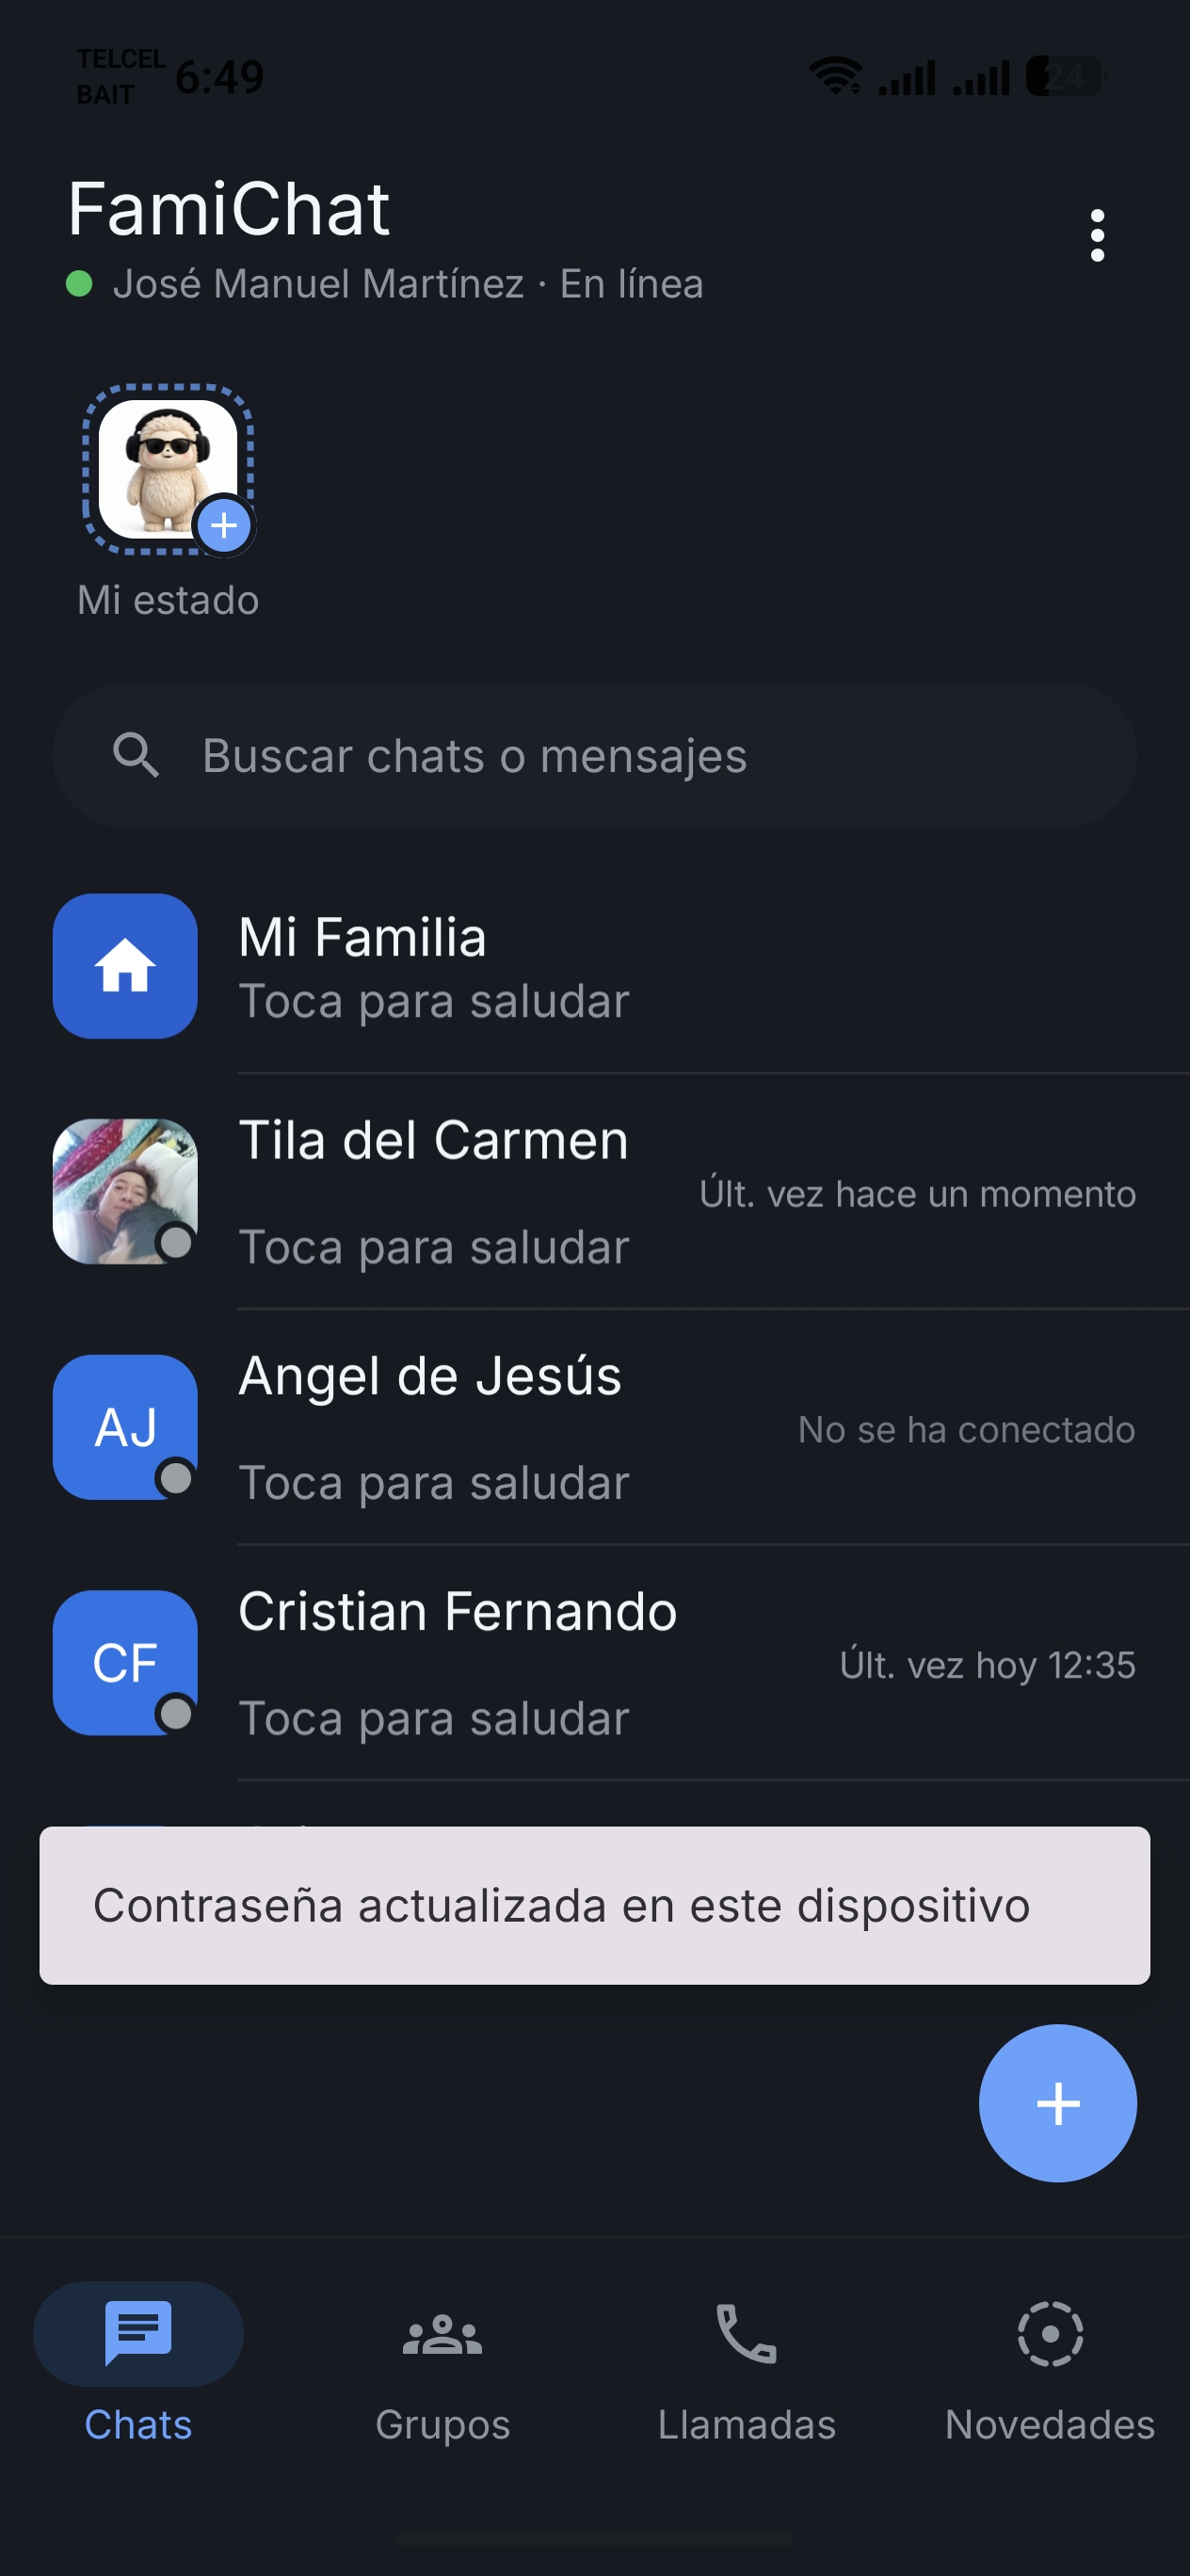 TELCEL
BAIT
6:49
24
FamiChat
José Manuel Martínez · En línea
Mi estado
Buscar chats o mensajes
Mi Familia
Toca para saludar
Tila del Carmen
Últ. vez hace un momento
Toca para saludar
AJ
Angel de Jesús
No se ha conectado
Toca para saludar
CF
Cristian Fernando
Últ. vez hoy 12:35
Toca para saludar
Contraseña actualizada en este dispositivo
Chats
Grupos
Llamadas
Novedades